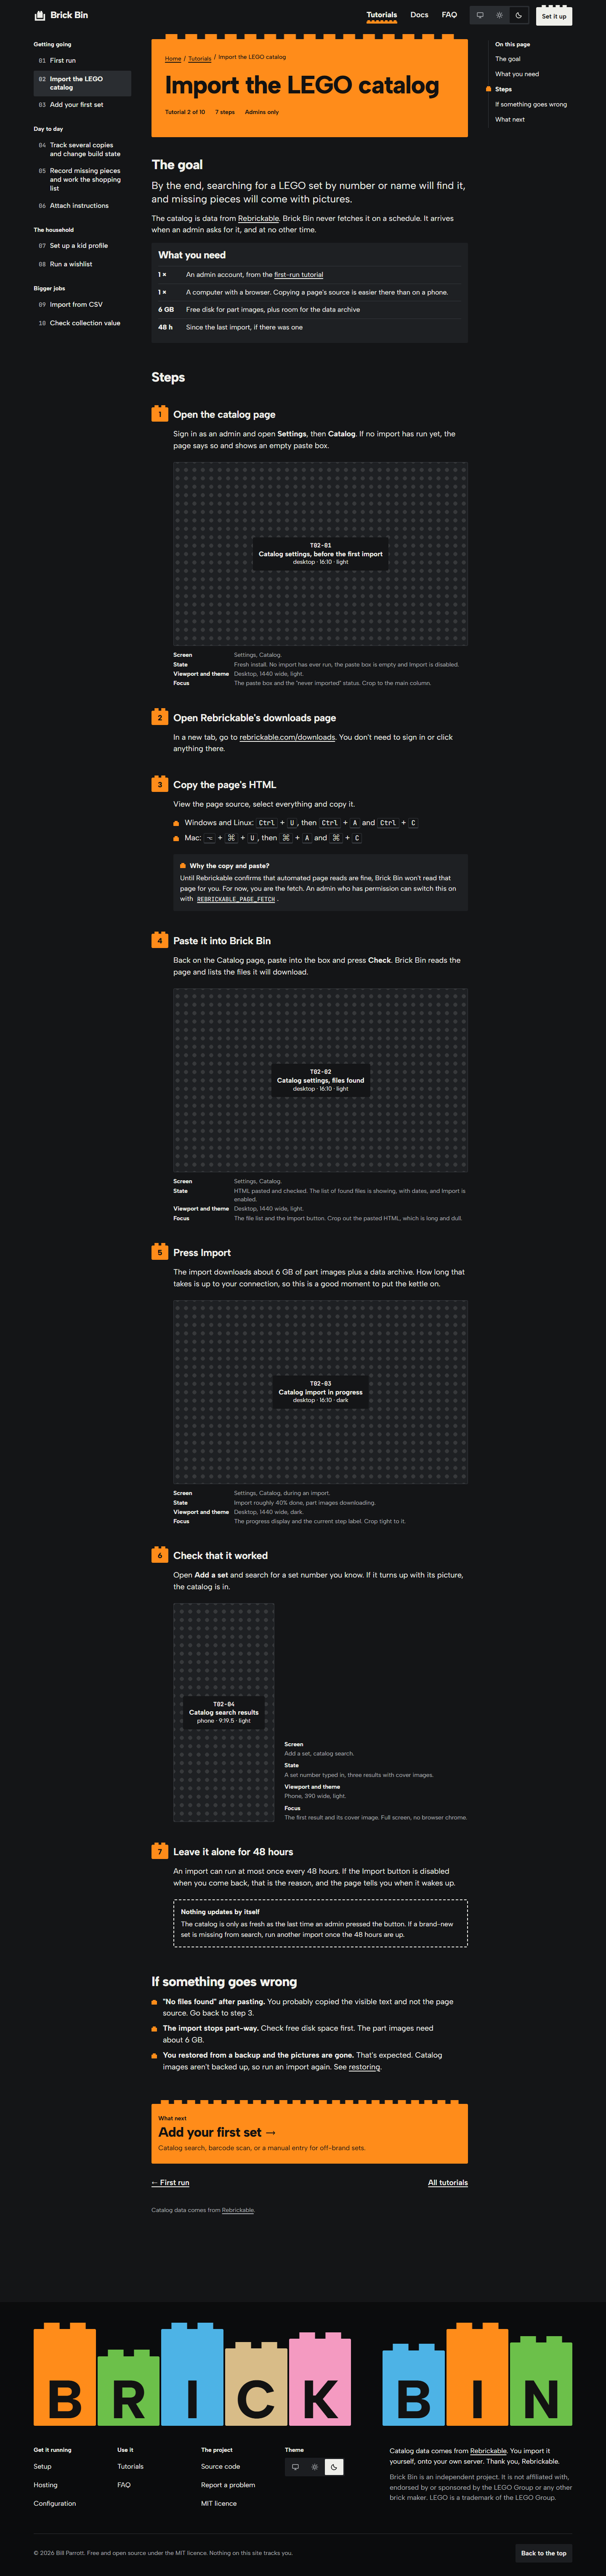 Brick Bin
Tutorials
Docs
FAQ
Set it up
Getting going
01 First run
02 Import the LEGO
catalog
03 Add your first set
Day to day
04 Track several copies
and change build state
05 Record missing pieces
and work the shopping
list
06 Attach instructions
The household
07 Set up a kid profile
08 Run a wishlist
Bigger jobs
09 Import from CSV
10 Check collection value
Home / Tutorials / Import the LEGO catalog
Import the LEGO catalog
Tutorial 2 of 10 7 steps Admins only
On this page
The goal
What you need
Steps
If something goes wrong
What next
The goal
By the end, searching for a LEGO set by number or name will find it,
and missing pieces will come with pictures.
The catalog is data from Rebrickable. Brick Bin never fetches it on a schedule. It arrives
when an admin asks for it, and at no other time.
What you need
1 × An admin account, from the first-run tutorial
1 × A computer with a browser. Copying a page's source is easier there than on a phone.
6 GB Free disk for part images, plus room for the data archive
48 h Since the last import, if there was one
Steps
1 Open the catalog page
Sign in as an admin and open Settings, then Catalog. If no import has run yet, the
page says so and shows an empty paste box.
T02-01
Catalog settings, before the first import
desktop · 16:10 · light
Screen Settings, Catalog.
State Fresh install. No import has ever run, the paste box is empty and Import is disabled.
Viewport and theme Desktop, 1440 wide, light.
Focus The paste box and the "never imported" status. Crop to the main column.
2 Open Rebrickable's downloads page
In a new tab, go to rebrickable.com/downloads. You don't need to sign in or click
anything there.
3 Copy the page's HTML
View the page source, select everything and copy it.
Windows and Linux: Ctrl + U, then Ctrl + A and Ctrl + C
Mac: ⌥ + ⌘ + U, then ⌘ + A and ⌘ + C
Why the copy and paste?
Until Rebrickable confirms that automated page reads are fine, Brick Bin won't read that
page for you. For now, you are the fetch. An admin who has permission can switch this on
with REBRICKABLE_PAGE_FETCH.
4 Paste it into Brick Bin
Back on the Catalog page, paste into the box and press Check. Brick Bin reads the
page and lists the files it will download.
T02-02
Catalog settings, files found
desktop · 16:10 · light
Screen Settings, Catalog.
State HTML pasted and checked. The list of found files is showing, with dates, and Import is
enabled.
Viewport and theme Desktop, 1440 wide, light.
Focus The file list and the Import button. Crop out the pasted HTML, which is long and dull.
5 Press Import
The import downloads about 6 GB of part images plus a data archive. How long that
takes is up to your connection, so this is a good moment to put the kettle on.
T02-03
Catalog import in progress
desktop · 16:10 · dark
Screen Settings, Catalog, during an import.
State Import roughly 40% done, part images downloading.
Viewport and theme Desktop, 1440 wide, dark.
Focus The progress display and the current step label. Crop tight to it.
6 Check that it worked
Open Add a set and search for a set number you know. If it turns up with its picture,
the catalog is in.
T02-04
Catalog search results
phone · 9:19.5 · light
Screen
Add a set, catalog search.
State
A set number typed in, three results with cover images.
Viewport and theme
Phone, 390 wide, light.
Focus
The first result and its cover image. Full screen, no browser chrome.
7 Leave it alone for 48 hours
An import can run at most once every 48 hours. If the Import button is disabled
when you come back, that is the reason, and the page tells you when it wakes up.
Nothing updates by itself
The catalog is only as fresh as the last time an admin pressed the button. If a brand-new
set is missing from search, run another import once the 48 hours are up.
If something goes wrong
"No files found" after pasting. You probably copied the visible text and not the page
source. Go back to step 3.
The import stops part-way. Check free disk space first. The part images need
about 6 GB.
You restored from a backup and the pictures are gone. That's expected. Catalog
images aren't backed up, so run an import again. See restoring.
What next
Add your first set →
Catalog search, barcode scan, or a manual entry for off-brand sets.
← First run
All tutorials
Catalog data comes from Rebrickable.
BRICK BIN
Get it running
Setup
Hosting
Configuration
Use it
Tutorials
FAQ
The project
Source code
Report a problem
MIT licence
Theme
Catalog data comes from Rebrickable. You import it
yourself, onto your own server. Thank you, Rebrickable.
Brick Bin is an independent project. It is not affiliated with,
endorsed by or sponsored by the LEGO Group or any other
brick maker. LEGO is a trademark of the LEGO Group.
© 2026 Bill Parrott. Free and open source under the MIT licence. Nothing on this site tracks you.
Back to the top